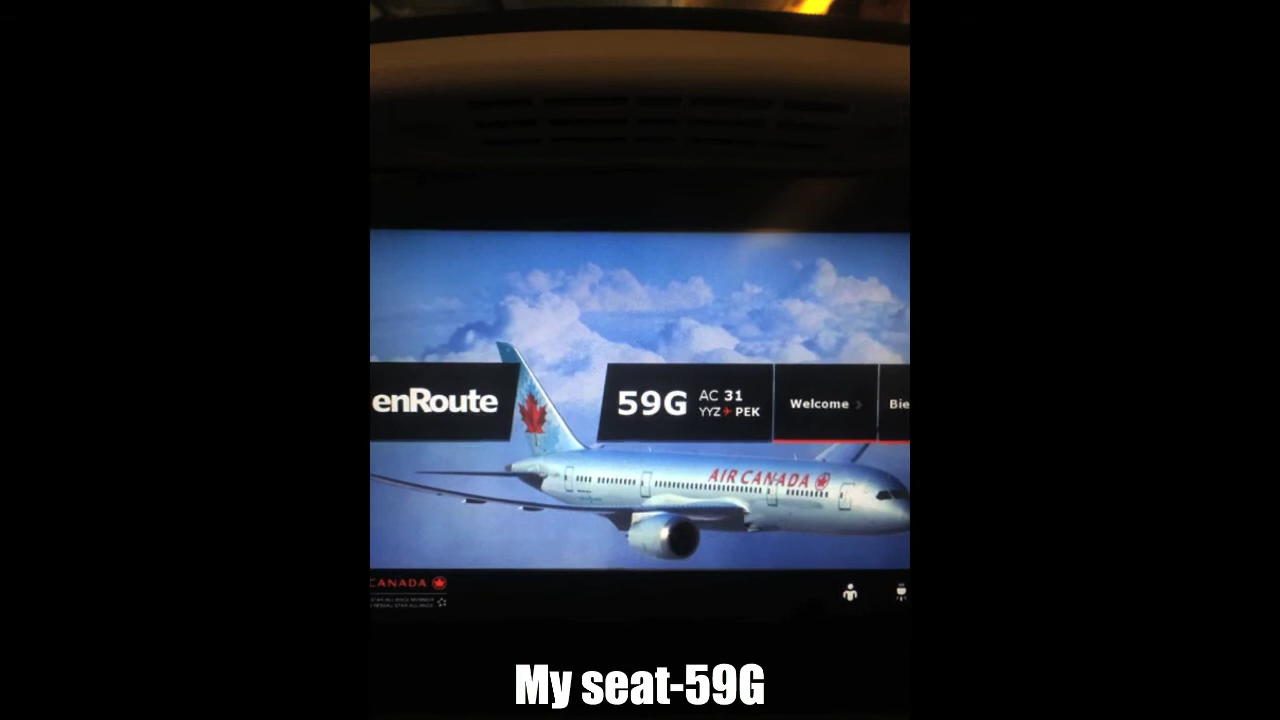 enRoute
59G
AC 31
YYZ PEK
Welcome
Bie
AIR CANADA
CANADA
My seat-59G